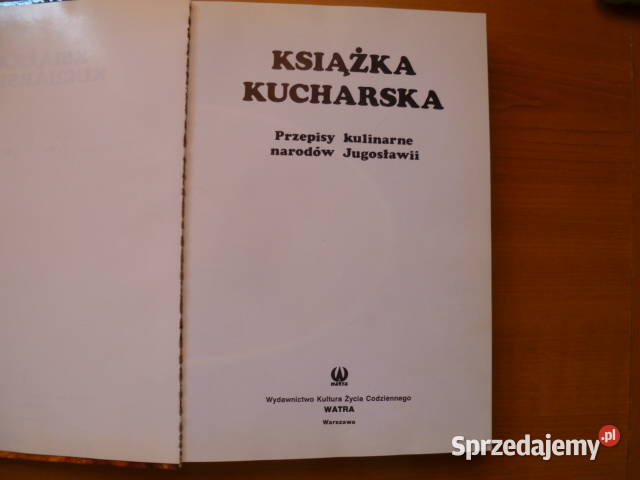 KSIĄŻKA
KUCHARSKA
Przepisy kulinarne
narodów Jugosławii
WATRA
Wydawnictwo Kultura Życia Codziennego
WATRA
Warszawa
Sprzedajemy.pl